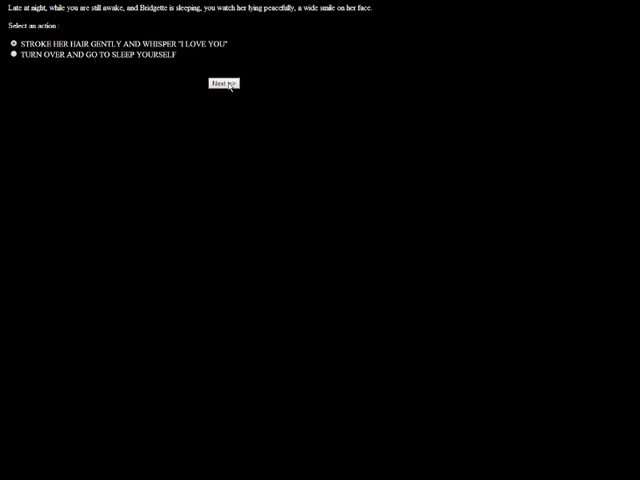 Late at night, while you are still awake, and Bridgette is sleeping, you watch her lying peacefully, a wide smile on her face.
Select an action :
STROKE HER HAIR GENTLY AND WHISPER "I LOVE YOU"
TURN OVER AND GO TO SLEEP YOURSELF
Next >>